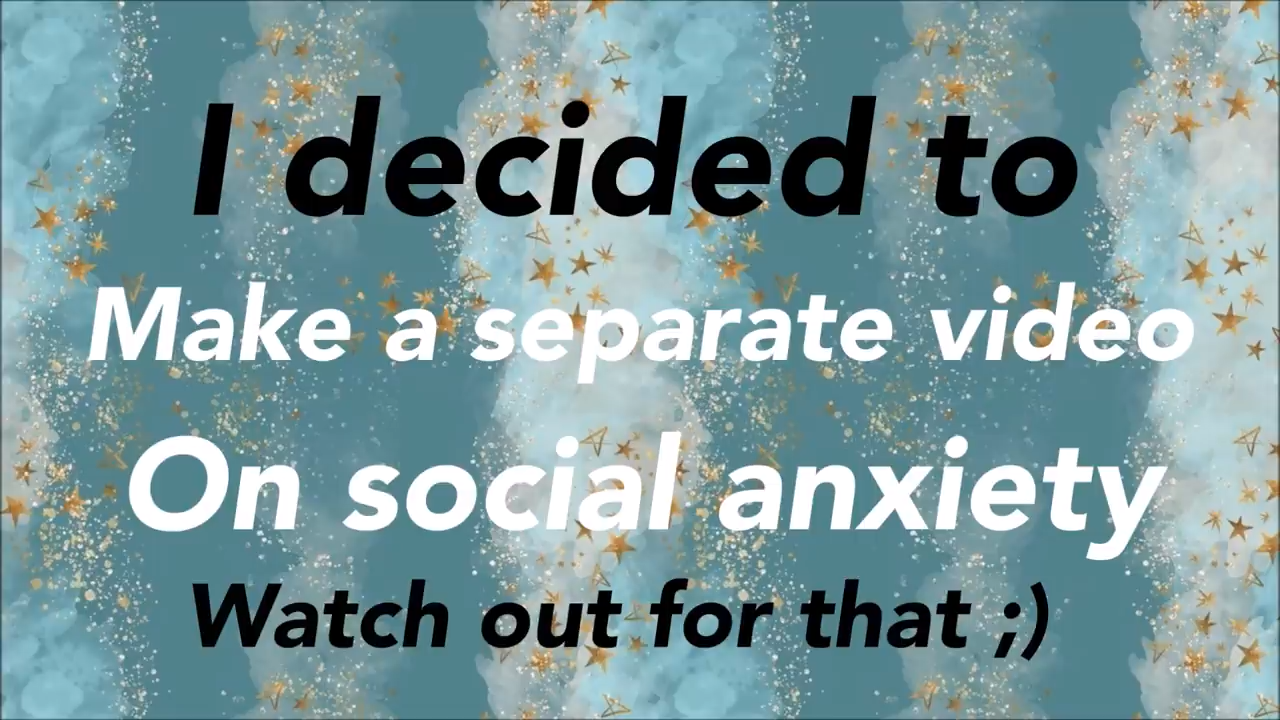 I decided to
Make a separate video
On social anxiety
Watch out for that ;)